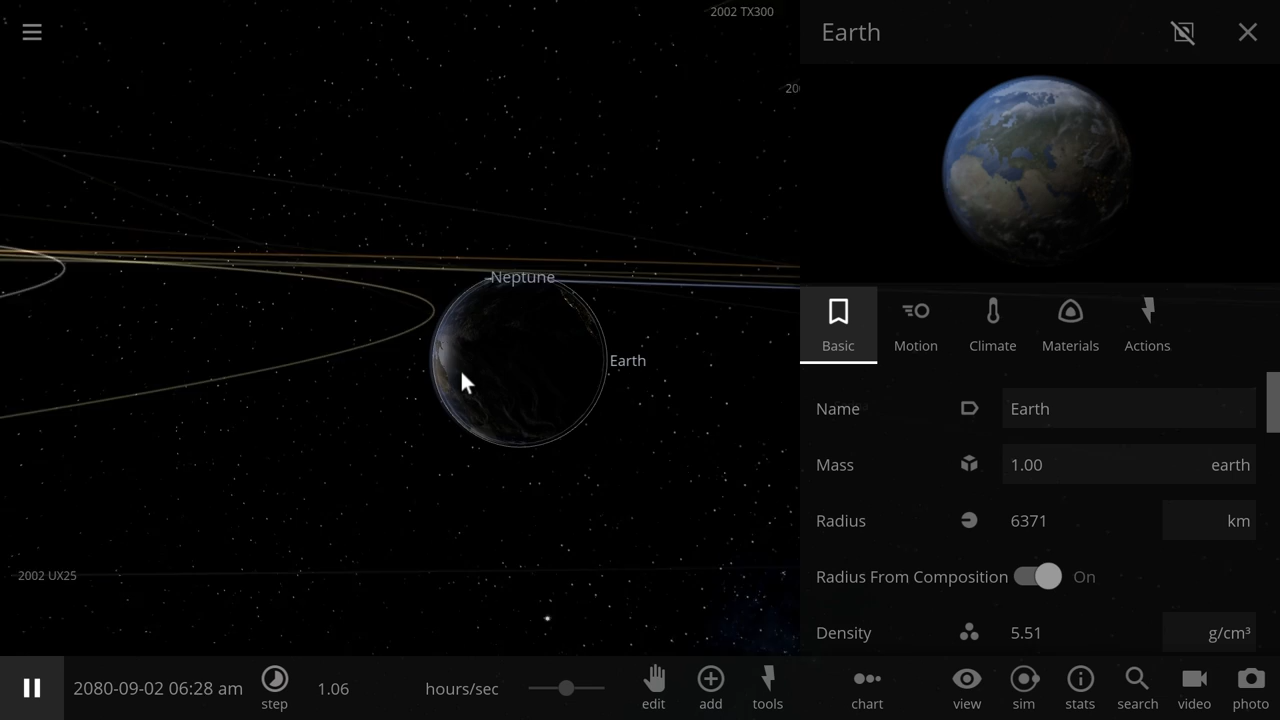 2002 TX300
Earth
Neptune
Earth
2002 UX25
Basic
Motion
Climate
Materials
Actions
Name
Earth
Mass
1.00
earth
Radius
6371
km
Radius From Composition
On
Density
5.51
g/cm³
2080-09-02 06:28 am
step
1.06
hours/sec
edit
add
tools
chart
view
sim
stats
search
video
photo